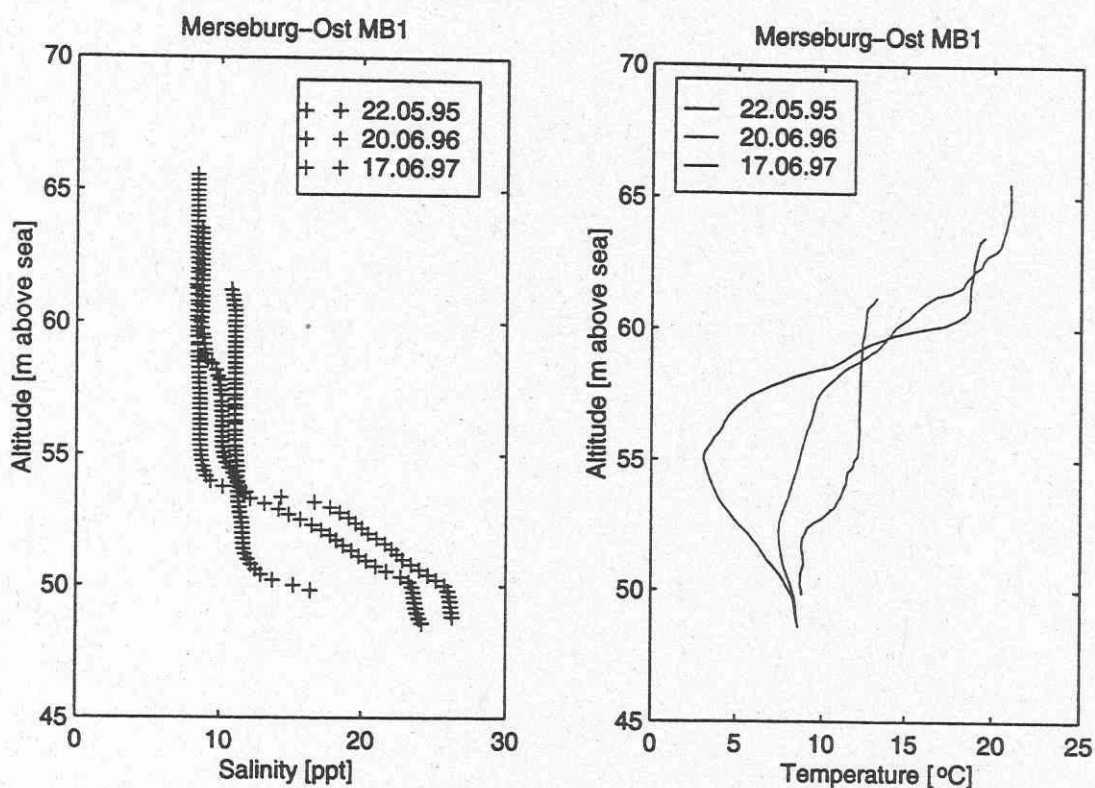 Merseburg–Ost MB1
70
65
60
55
50
45
Altitude [m above sea]
+ + 22.05.95
+ + 20.06.96
+ + 17.06.97
0
10
20
30
Salinity [ppt]
Merseburg–Ost MB1
70
65
60
55
50
45
Altitude [m above sea]
22.05.95
20.06.96
17.06.97
0
5
10
15
20
25
Temperature [°C]